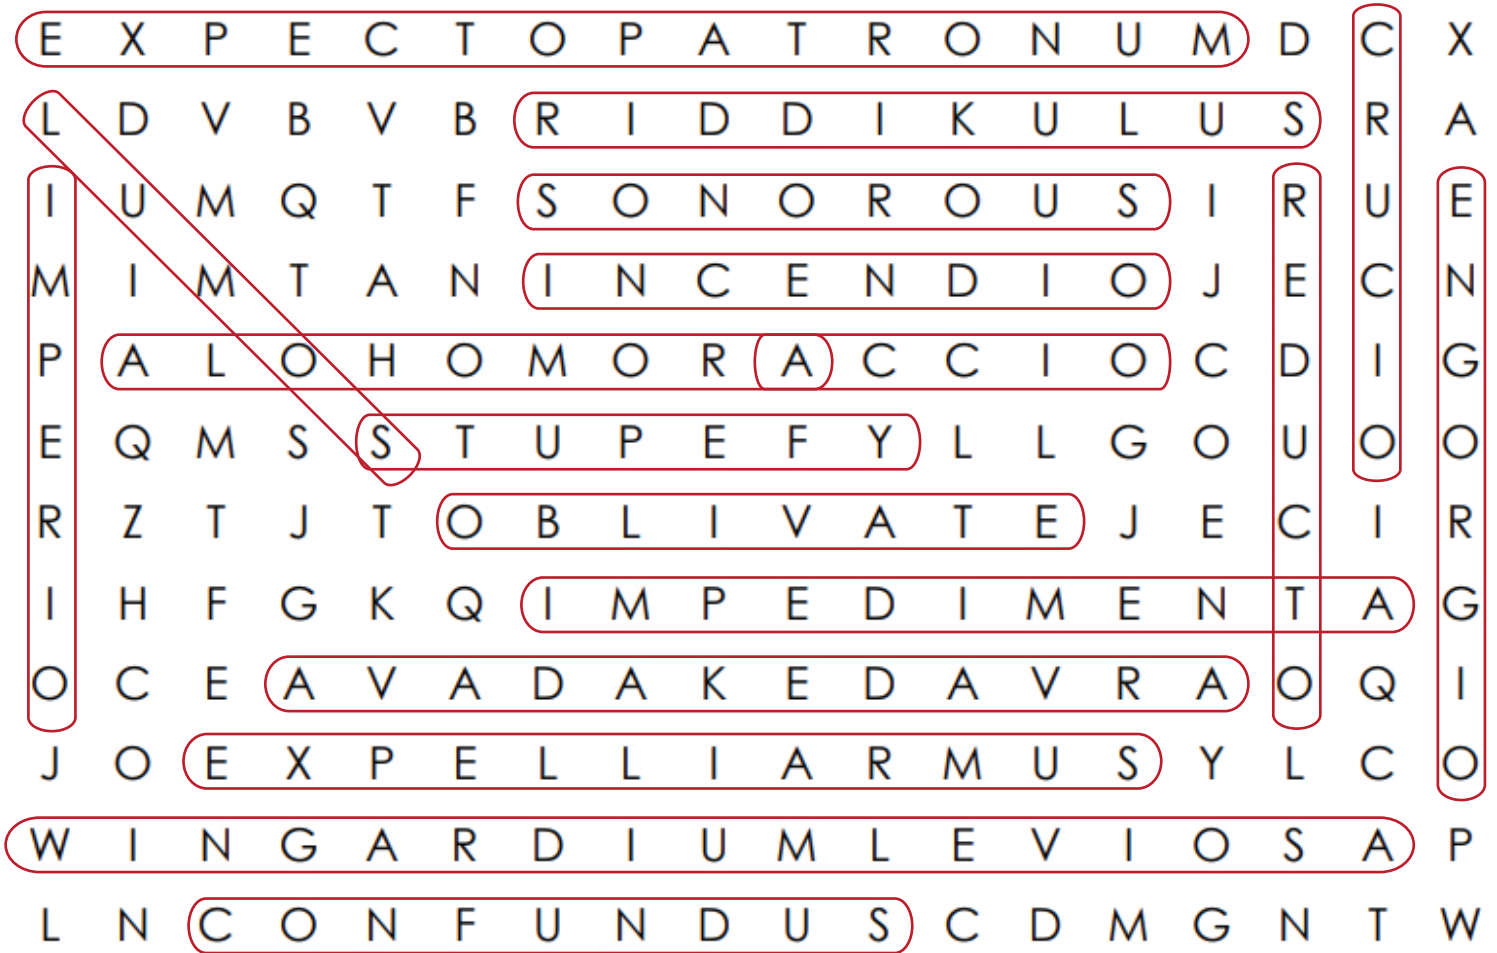 E X P E C T O P A T R O N U M D C X
L D V B V B R I D D I K U L U S R A
I U M Q T F S O N O R O U S I R U E
M I M T A N I N C E N D I O J E C N
P A L O H O M O R A C C I O C D I G
E Q M S S T U P E F Y L L G O U O O
R Z T J T O B L I V A T E J E C I R
I H F G K Q I M P E D I M E N T A G
O C E A V A D A K E D A V R A O Q I
J O E X P E L L I A R M U S Y L C O
W I N G A R D I U M L E V I O S A P
L N C O N F U N D U S C D M G N T W